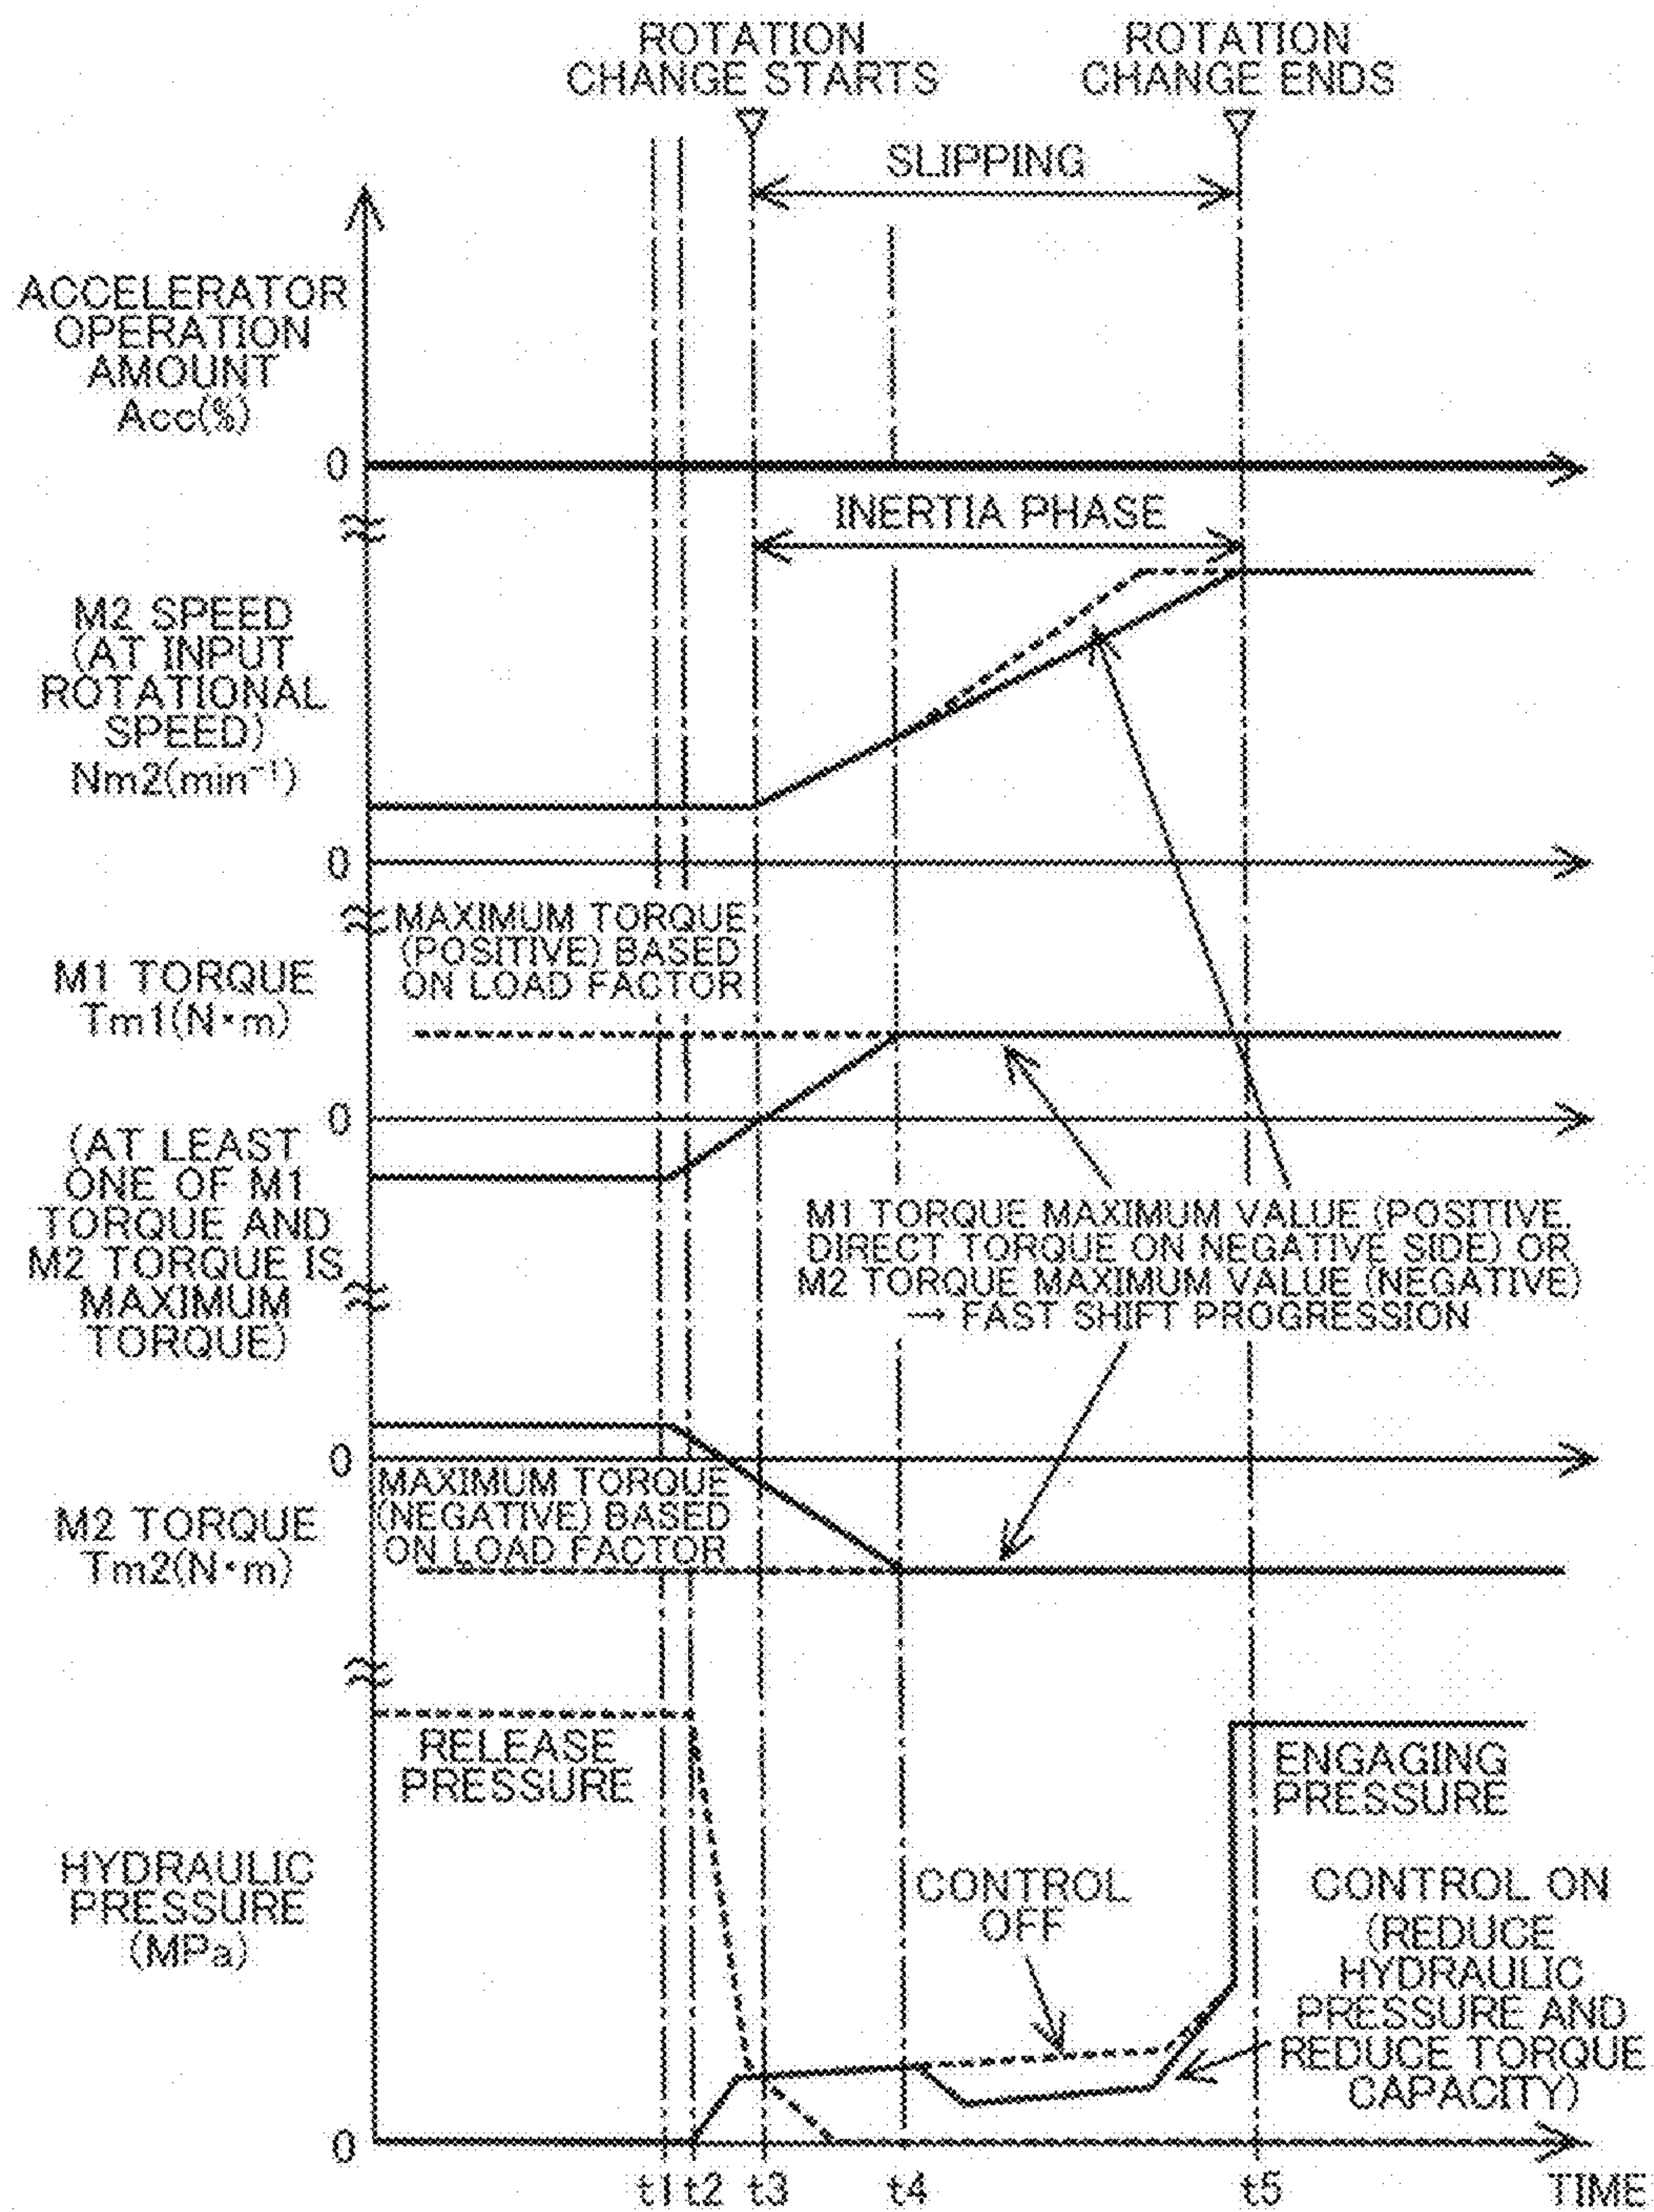 ROTATION
CHANGE STARTS
ROTATION
CHANGE ENDS
SLIPPING
ACCELERATOR
OPERATION
AMOUNT
Acc(%)
0
INERTIA PHASE
M2 SPEED
(AT INPUT
ROTATIONAL
SPEED)
Nm2(min⁻¹)
0
MAXIMUM TORQUE
(POSITIVE) BASED
ON LOAD FACTOR
M1 TORQUE
Tm1(N・m)
0
(AT LEAST
ONE OF M1
TORQUE AND
M2 TORQUE IS
MAXIMUM
TORQUE)
M1 TORQUE MAXIMUM VALUE (POSITIVE,
DIRECT TORQUE ON NEGATIVE SIDE) OR
M2 TORQUE MAXIMUM VALUE (NEGATIVE)
→ FAST SHIFT PROGRESSION
0
MAXIMUM TORQUE
(NEGATIVE) BASED
ON LOAD FACTOR
M2 TORQUE
Tm2(N・m)
RELEASE
PRESSURE
ENGAGING
PRESSURE
HYDRAULIC
PRESSURE
(MPa)
CONTROL
OFF
CONTROL ON
(REDUCE
HYDRAULIC
PRESSURE AND
REDUCE TORQUE
CAPACITY)
0
t1 t2 t3 t4 t5 TIME